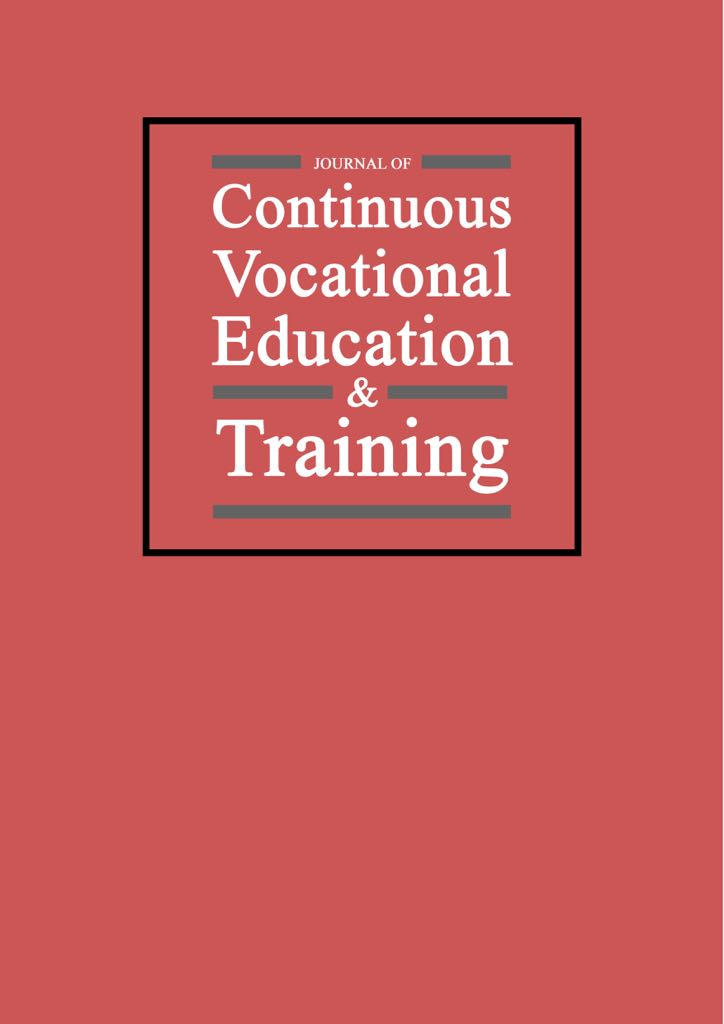 JOURNAL OF
Continuous
Vocational
Education
&
Training